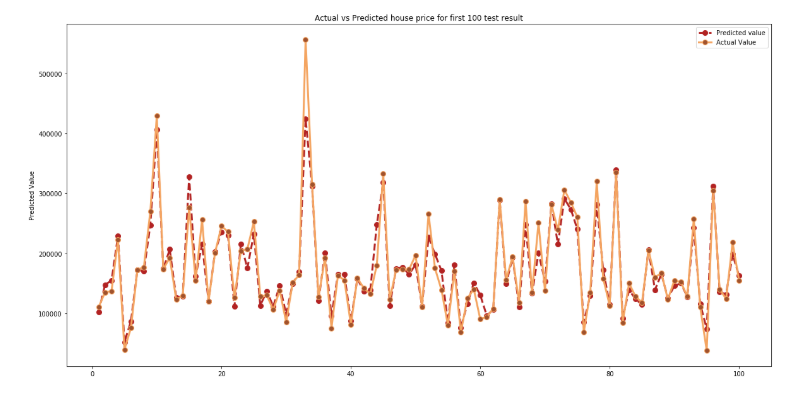 Actual vs Predicted house price for first 100 test result
Predicted value
Actual Value
500000
400000
300000
200000
100000
Predicted Value
0
20
40
60
80
100